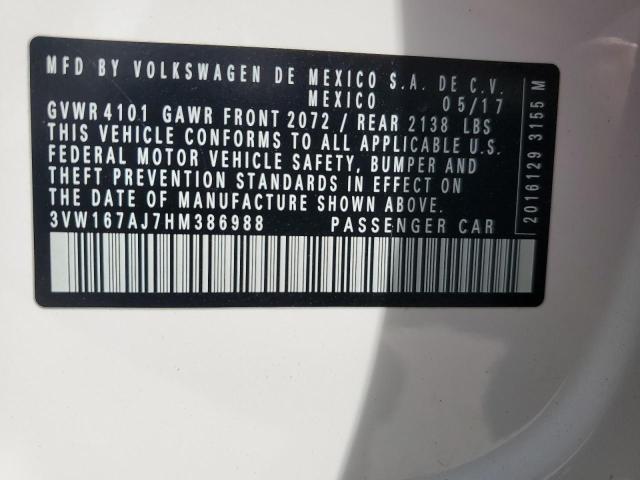 MFD BY VOLKSWAGEN DE MEXICO S.A. DE C.V.
MEXICO 05/17
GVWR 4101 GAWR FRONT 2072 / REAR 2138 LBS
THIS VEHICLE CONFORMS TO ALL APPLICABLE U.S.
FEDERAL MOTOR VEHICLE SAFETY, BUMPER AND
THEFT PREVENTION STANDARDS IN EFFECT ON
THE DATE OF MANUFACTURE SHOWN ABOVE.
3VW167AJ7HM386988 PASSENGER CAR
2016129 3155 M